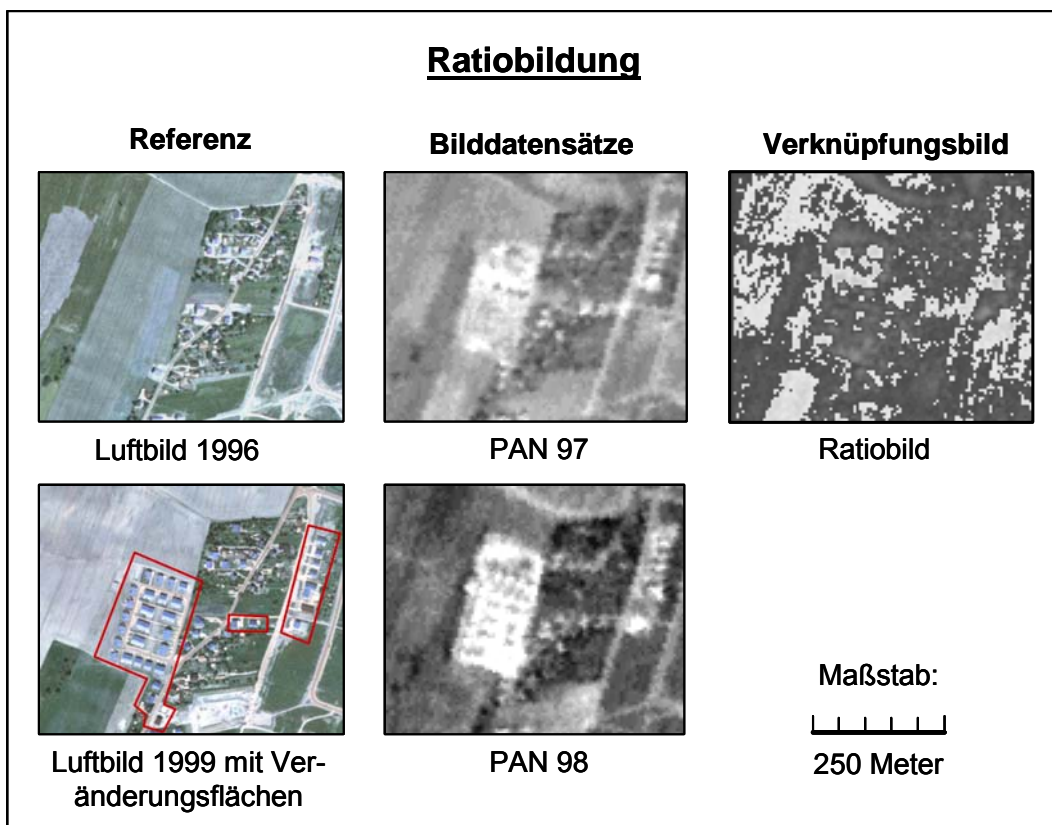 Ratiobildung
Referenz
Bilddatensätze
Verknüpfungsbild
Luftbild 1996
PAN 97
Ratiobild
Luftbild 1999 mit Ver-
änderungsflächen
PAN 98
Maßstab:
250 Meter